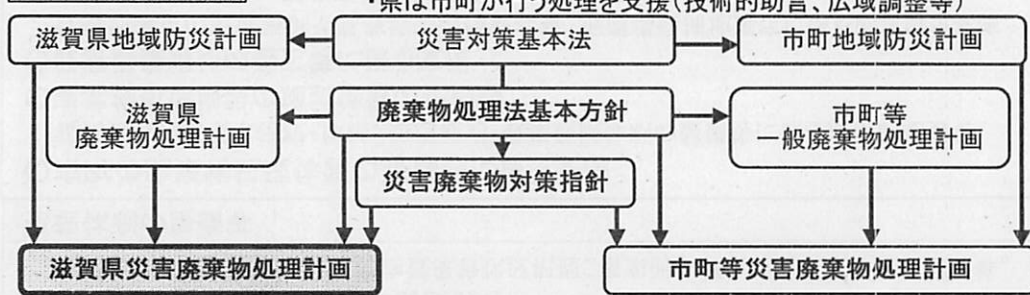 ・県は市町が行う処理を支援(技術的助言、広域調整等)
滋賀県地域防災計画
災害対策基本法
市町地域防災計画
滋賀県
廃棄物処理計画
廃棄物処理法基本方針
市町等
一般廃棄物処理計画
災害廃棄物対策指針
滋賀県災害廃棄物処理計画
市町等災害廃棄物処理計画